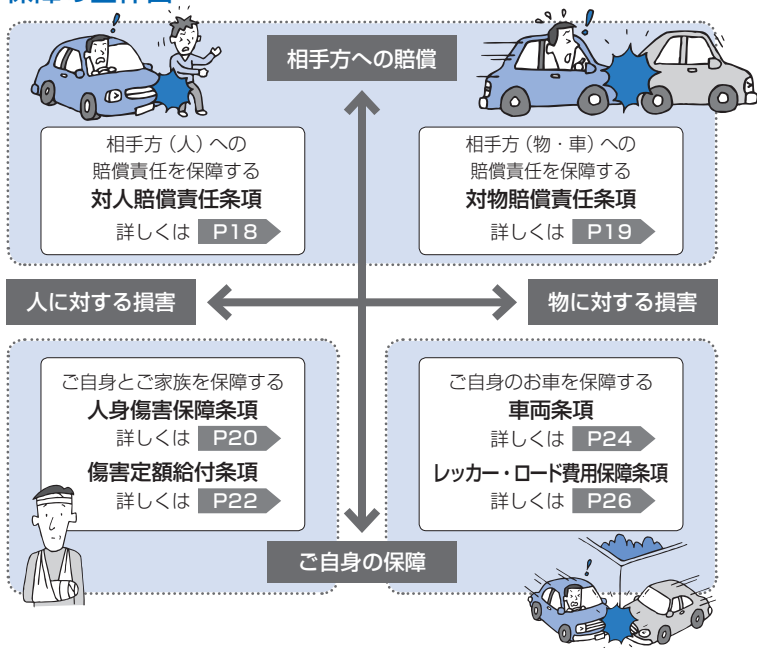 相手方への賠償
相手方（人）への
賠償責任を保障する
対人賠償責任条項
詳しくは P18
相手方（物・車）への
賠償責任を保障する
対物賠償責任条項
詳しくは P19
人に対する損害
物に対する損害
ご自身とご家族を保障する
人身傷害保障条項
詳しくは P20
傷害定額給付条項
詳しくは P22
ご自身のお車を保障する
車両条項
詳しくは P24
レッカー・ロード費用保障条項
詳しくは P26
ご自身の保障